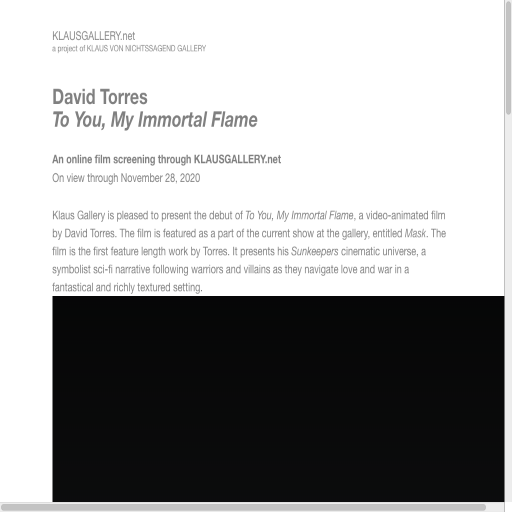 KLAUSGALLERY.net
a project of KLAUS VON NICHTSSAGEND GALLERY
David Torres
To You, My Immortal Flame
An online film screening through KLAUSGALLERY.net
On view through November 28, 2020
Klaus Gallery is pleased to present the debut of To You, My Immortal Flame, a video-animated film
by David Torres. The film is featured as a part of the current show at the gallery, entitled Mask. The
film is the first feature length work by Torres. It presents his Sunkeepers cinematic universe, a
symbolist sci-fi narrative following warriors and villains as they navigate love and war in a
fantastical and richly textured setting.